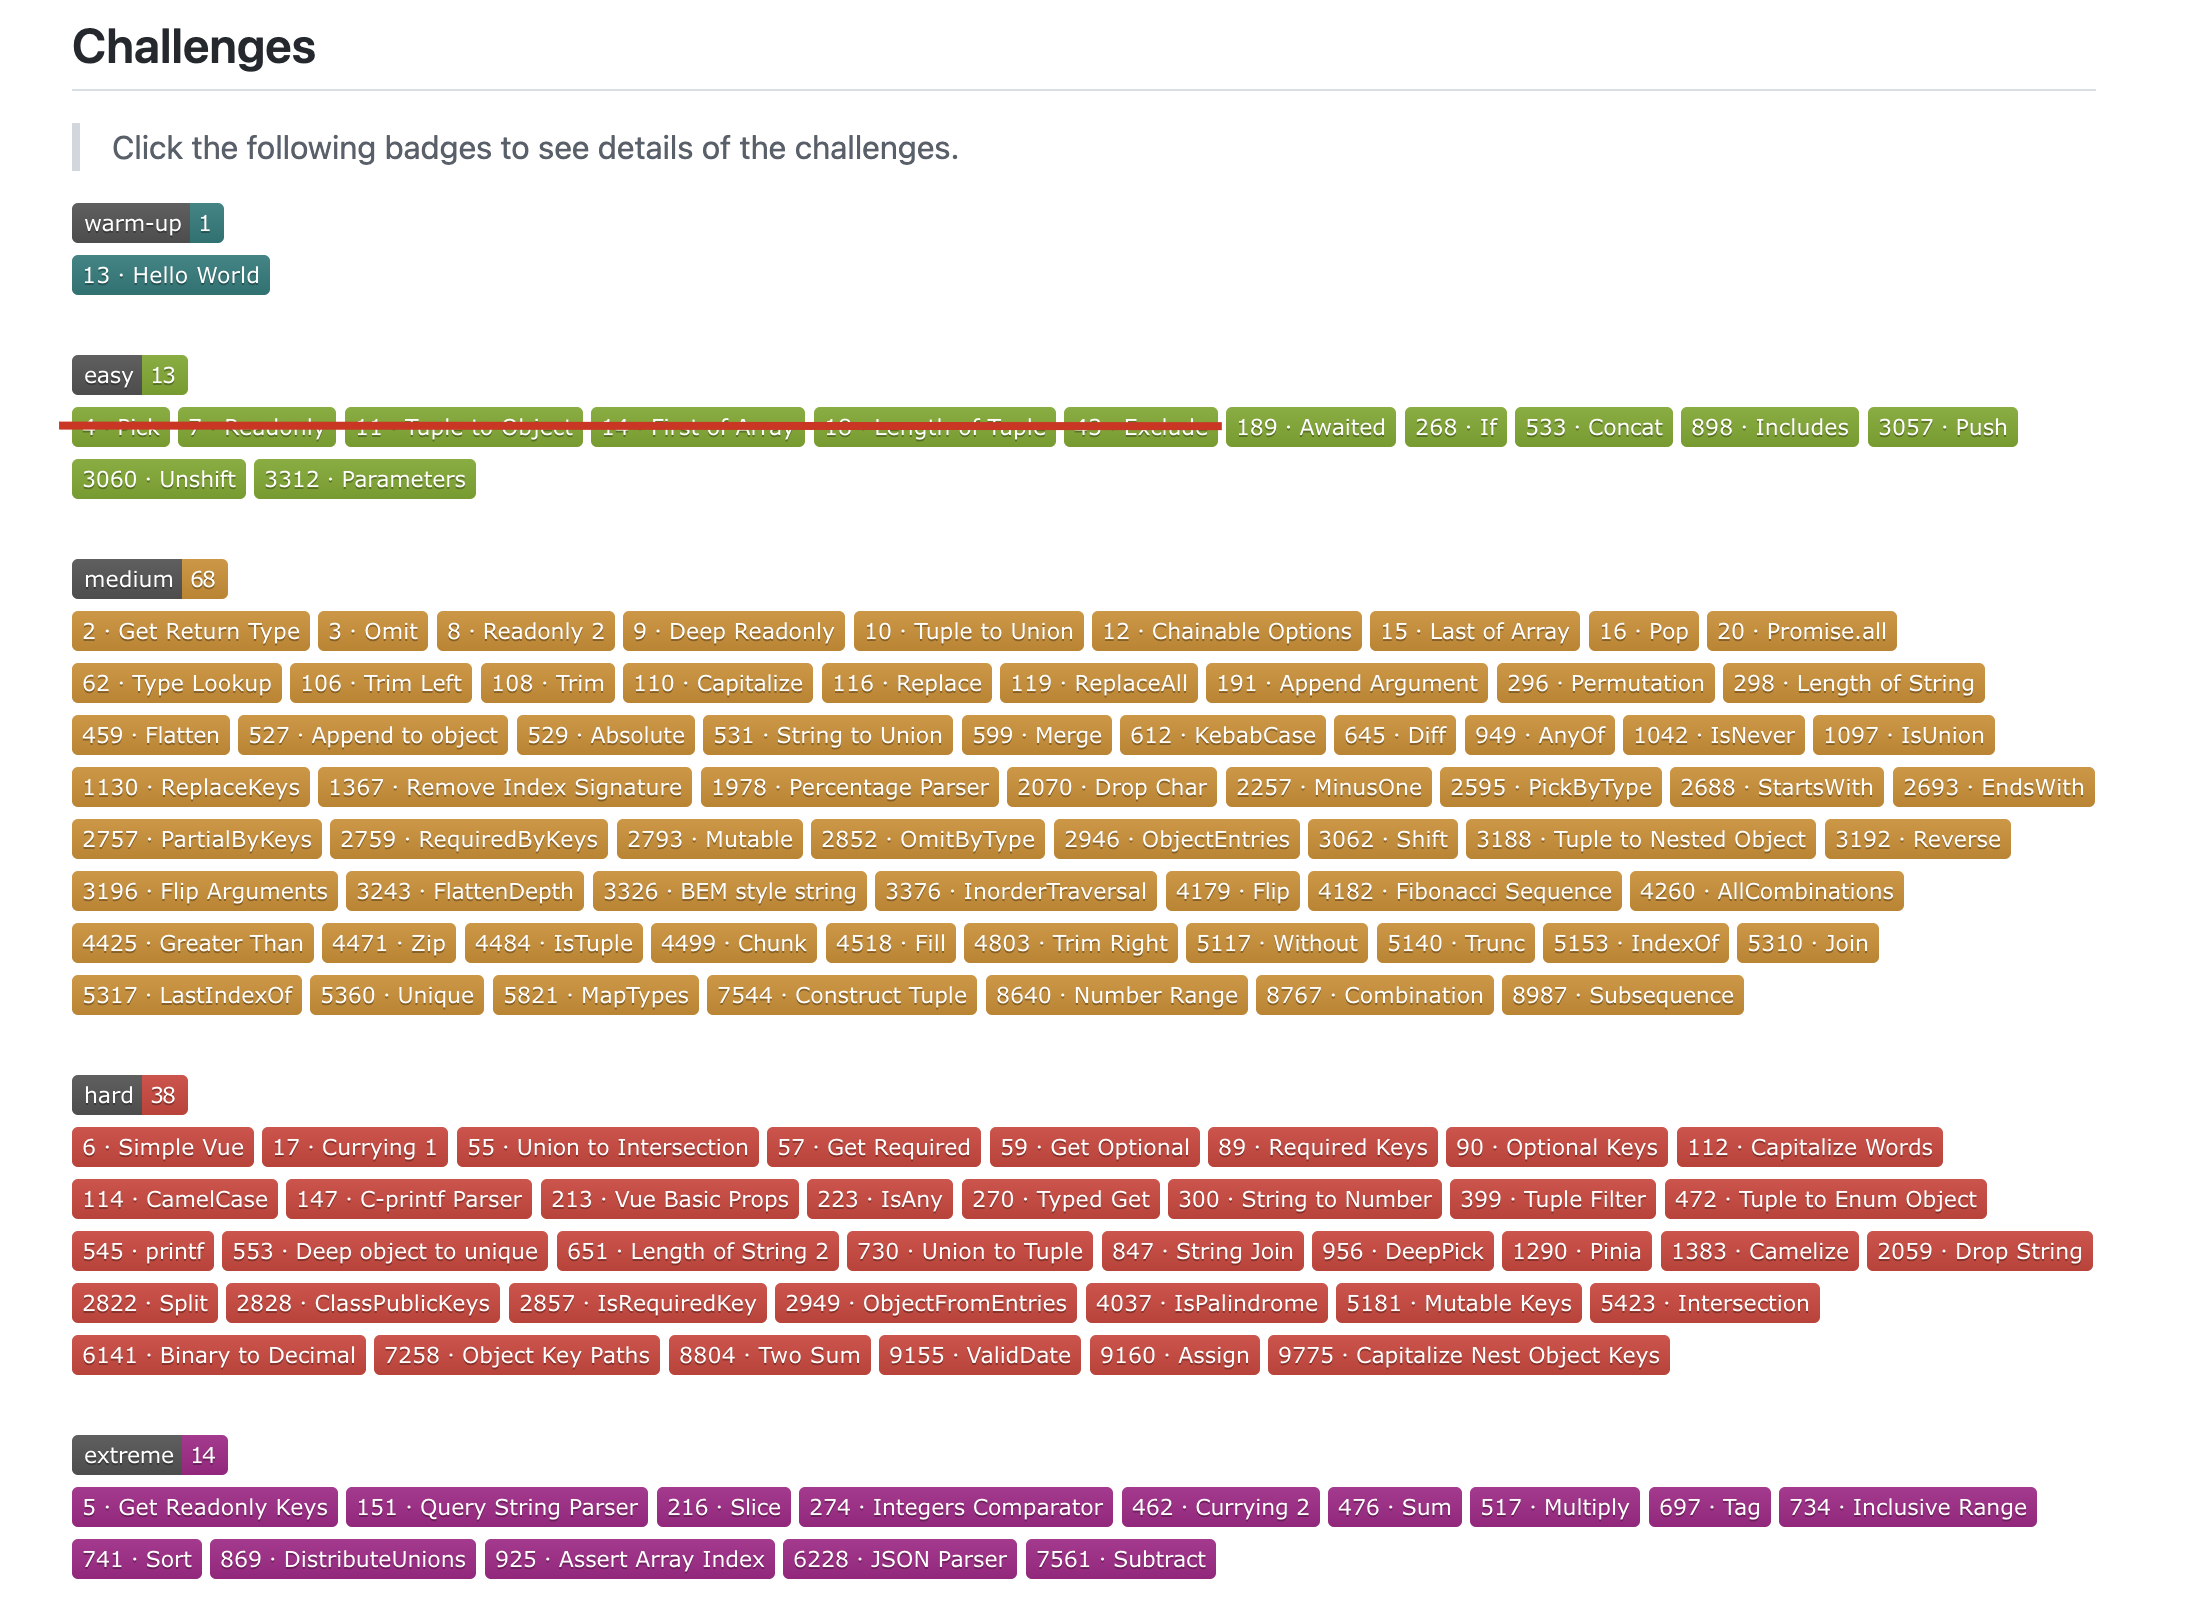 Challenges
Click the following badges to see details of the challenges.
warm-up 1
13 · Hello World
easy 13
4 · Pick 7 · Readonly 11 · Tuple to Object 14 · First of Array 18 · Length of Tuple 43 · Exclude 189 · Awaited 268 · If 533 · Concat 898 · Includes 3057 · Push
3060 · Unshift 3312 · Parameters
medium 68
2 · Get Return Type 3 · Omit 8 · Readonly 2 9 · Deep Readonly 10 · Tuple to Union 12 · Chainable Options 15 · Last of Array 16 · Pop 20 · Promise.all
62 · Type Lookup 106 · Trim Left 108 · Trim 110 · Capitalize 116 · Replace 119 · ReplaceAll 191 · Append Argument 296 · Permutation 298 · Length of String
459 · Flatten 527 · Append to object 529 · Absolute 531 · String to Union 599 · Merge 612 · KebabCase 645 · Diff 949 · AnyOf 1042 · IsNever 1097 · IsUnion
1130 · ReplaceKeys 1367 · Remove Index Signature 1978 · Percentage Parser 2070 · Drop Char 2257 · MinusOne 2595 · PickByType 2688 · StartsWith 2693 · EndsWith
2757 · PartialByKeys 2759 · RequiredByKeys 2793 · Mutable 2852 · OmitByType 2946 · ObjectEntries 3062 · Shift 3188 · Tuple to Nested Object 3192 · Reverse
3196 · Flip Arguments 3243 · FlattenDepth 3326 · BEM style string 3376 · InorderTraversal 4179 · Flip 4182 · Fibonacci Sequence 4260 · AllCombinations
4425 · Greater Than 4471 · Zip 4484 · IsTuple 4499 · Chunk 4518 · Fill 4803 · Trim Right 5117 · Without 5140 · Trunc 5153 · IndexOf 5310 · Join
5317 · LastIndexOf 5360 · Unique 5821 · MapTypes 7544 · Construct Tuple 8640 · Number Range 8767 · Combination 8987 · Subsequence
hard 38
6 · Simple Vue 17 · Currying 1 55 · Union to Intersection 57 · Get Required 59 · Get Optional 89 · Required Keys 90 · Optional Keys 112 · Capitalize Words
114 · CamelCase 147 · C-printf Parser 213 · Vue Basic Props 223 · IsAny 270 · Typed Get 300 · String to Number 399 · Tuple Filter 472 · Tuple to Enum Object
545 · printf 553 · Deep object to unique 651 · Length of String 2 730 · Union to Tuple 847 · String Join 956 · DeepPick 1290 · Pinia 1383 · Camelize 2059 · Drop String
2822 · Split 2828 · ClassPublicKeys 2857 · IsRequiredKey 2949 · ObjectFromEntries 4037 · IsPalindrome 5181 · Mutable Keys 5423 · Intersection
6141 · Binary to Decimal 7258 · Object Key Paths 8804 · Two Sum 9155 · ValidDate 9160 · Assign 9775 · Capitalize Nest Object Keys
extreme 14
5 · Get Readonly Keys 151 · Query String Parser 216 · Slice 274 · Integers Comparator 462 · Currying 2 476 · Sum 517 · Multiply 697 · Tag 734 · Inclusive Range
741 · Sort 869 · DistributeUnions 925 · Assert Array Index 6228 · JSON Parser 7561 · Subtract